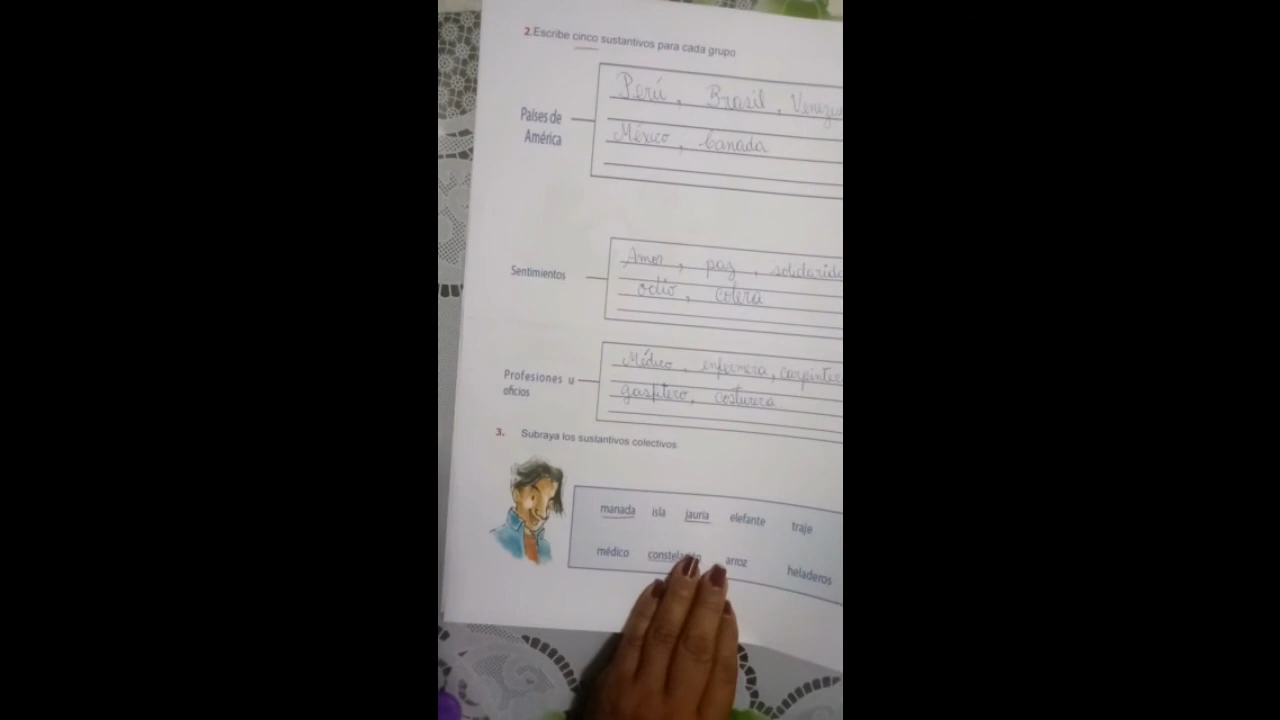 2.Escribe cinco sustantivos para cada grupo
Perú, Brasil,
Países de
América
México, Canada
Amor, paz,
Sentimientos
odio, colera
Médico, enfermera,
Profesiones u
oficios
gasfitero, costurera
3. Subraya los sustantivos colectivos
manada isla jauría elefante traje
médico arroz heladeros